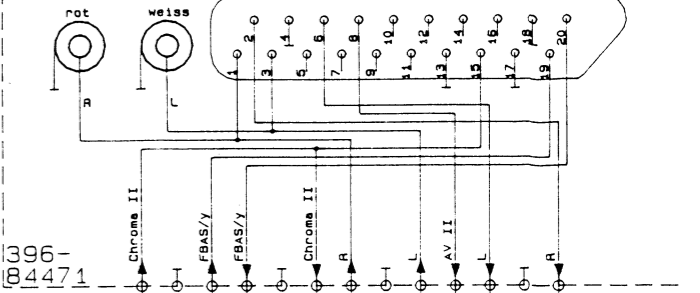 rot weiss
2 4 6 8 10 12 14 16 18 20
1 3 5 7 9 11 13 15 17 19
R L
Chroma II FBAS/y FBAS/y Chroma II R L AV II L R
396-
84471